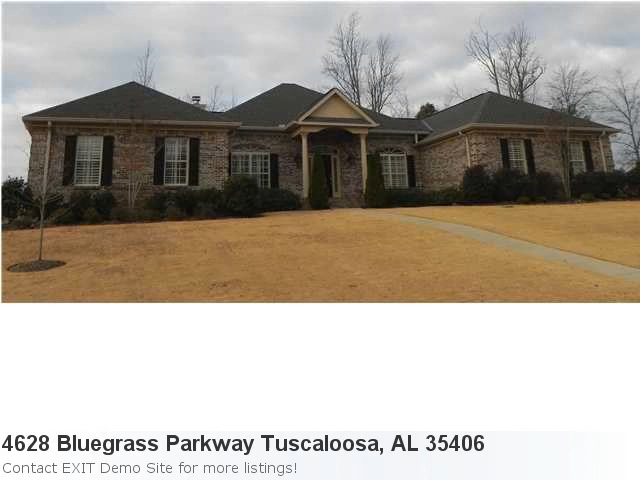 4628 Bluegrass Parkway Tuscaloosa, AL 35406
Contact EXIT Demo Site for more listings!